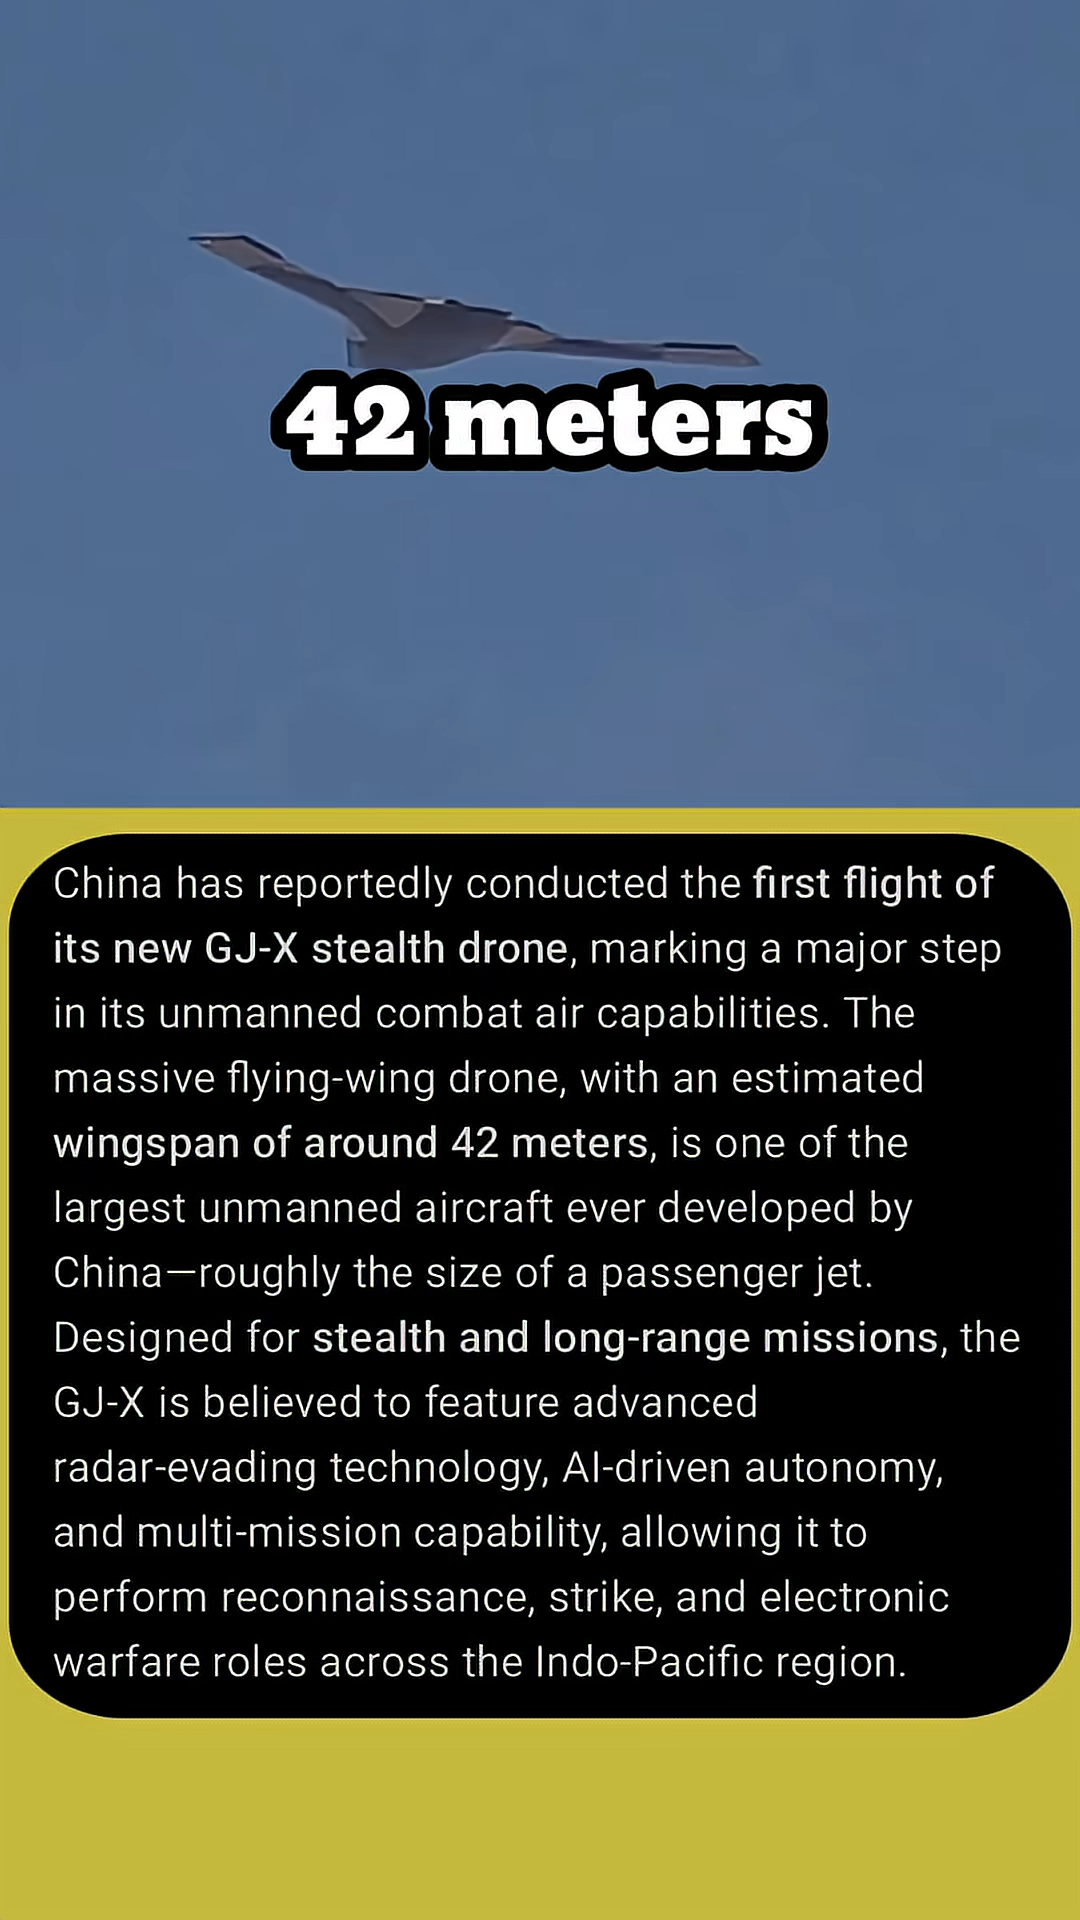 42 meters
China has reportedly conducted the first flight of
its new GJ-X stealth drone, marking a major step
in its unmanned combat air capabilities. The
massive flying-wing drone, with an estimated
wingspan of around 42 meters, is one of the
largest unmanned aircraft ever developed by
China—roughly the size of a passenger jet.
Designed for stealth and long-range missions, the
GJ-X is believed to feature advanced
radar-evading technology, AI-driven autonomy,
and multi-mission capability, allowing it to
perform reconnaissance, strike, and electronic
warfare roles across the Indo-Pacific region.